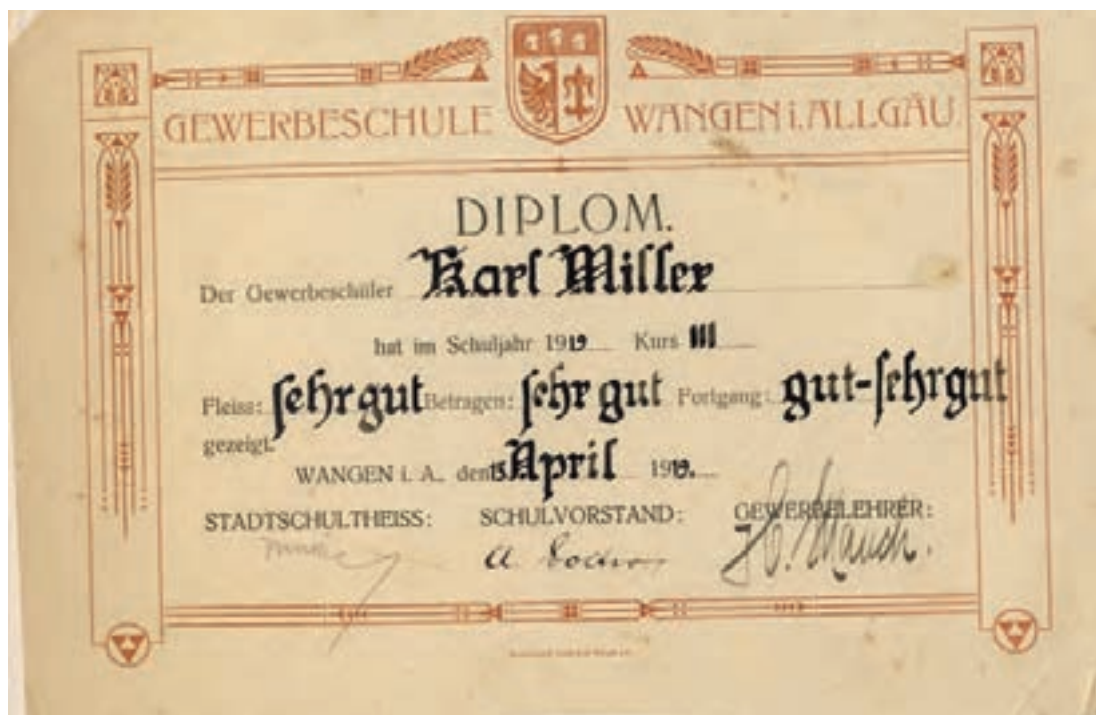 GEWERBESCHULE WANGEN i. ALLGÄU
DIPLOM.
Der Gewerbeschüler Karl Miller
hat im Schuljahr 1919 Kurs III
Fleiss: sehr gut Betragen: sehr gut Fortgang: gut-sehr gut
gezeigt.
WANGEN i. A., den 15. April 1919.
STADTSCHULTHEISS: SCHULVORSTAND: GEWERBELEHRER:
A. H. Mauch.